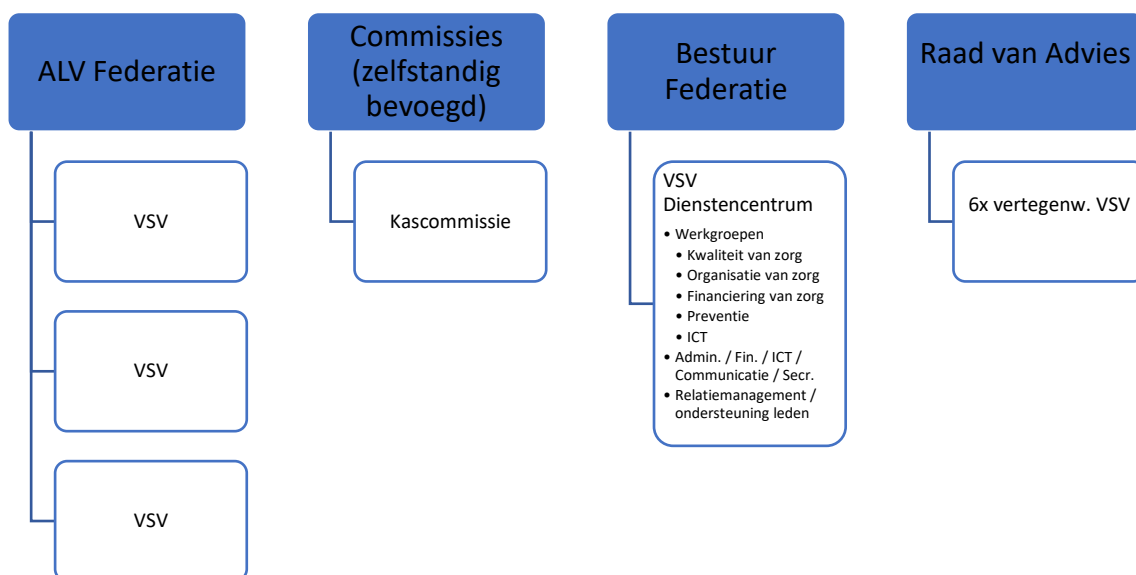 ALV Federatie
VSV
VSV
VSV
Commissies
(zelfstandig
bevoegd)
Kascommissie
Bestuur
Federatie
VSV
Dienstencentrum
• Werkgroepen
• Kwaliteit van zorg
• Organisatie van zorg
• Financiering van zorg
• Preventie
• ICT
• Admin. / Fin. / ICT /
Communicatie / Secr.
• Relatiemanagement /
ondersteuning leden
Raad van Advies
6x vertegenw. VSV